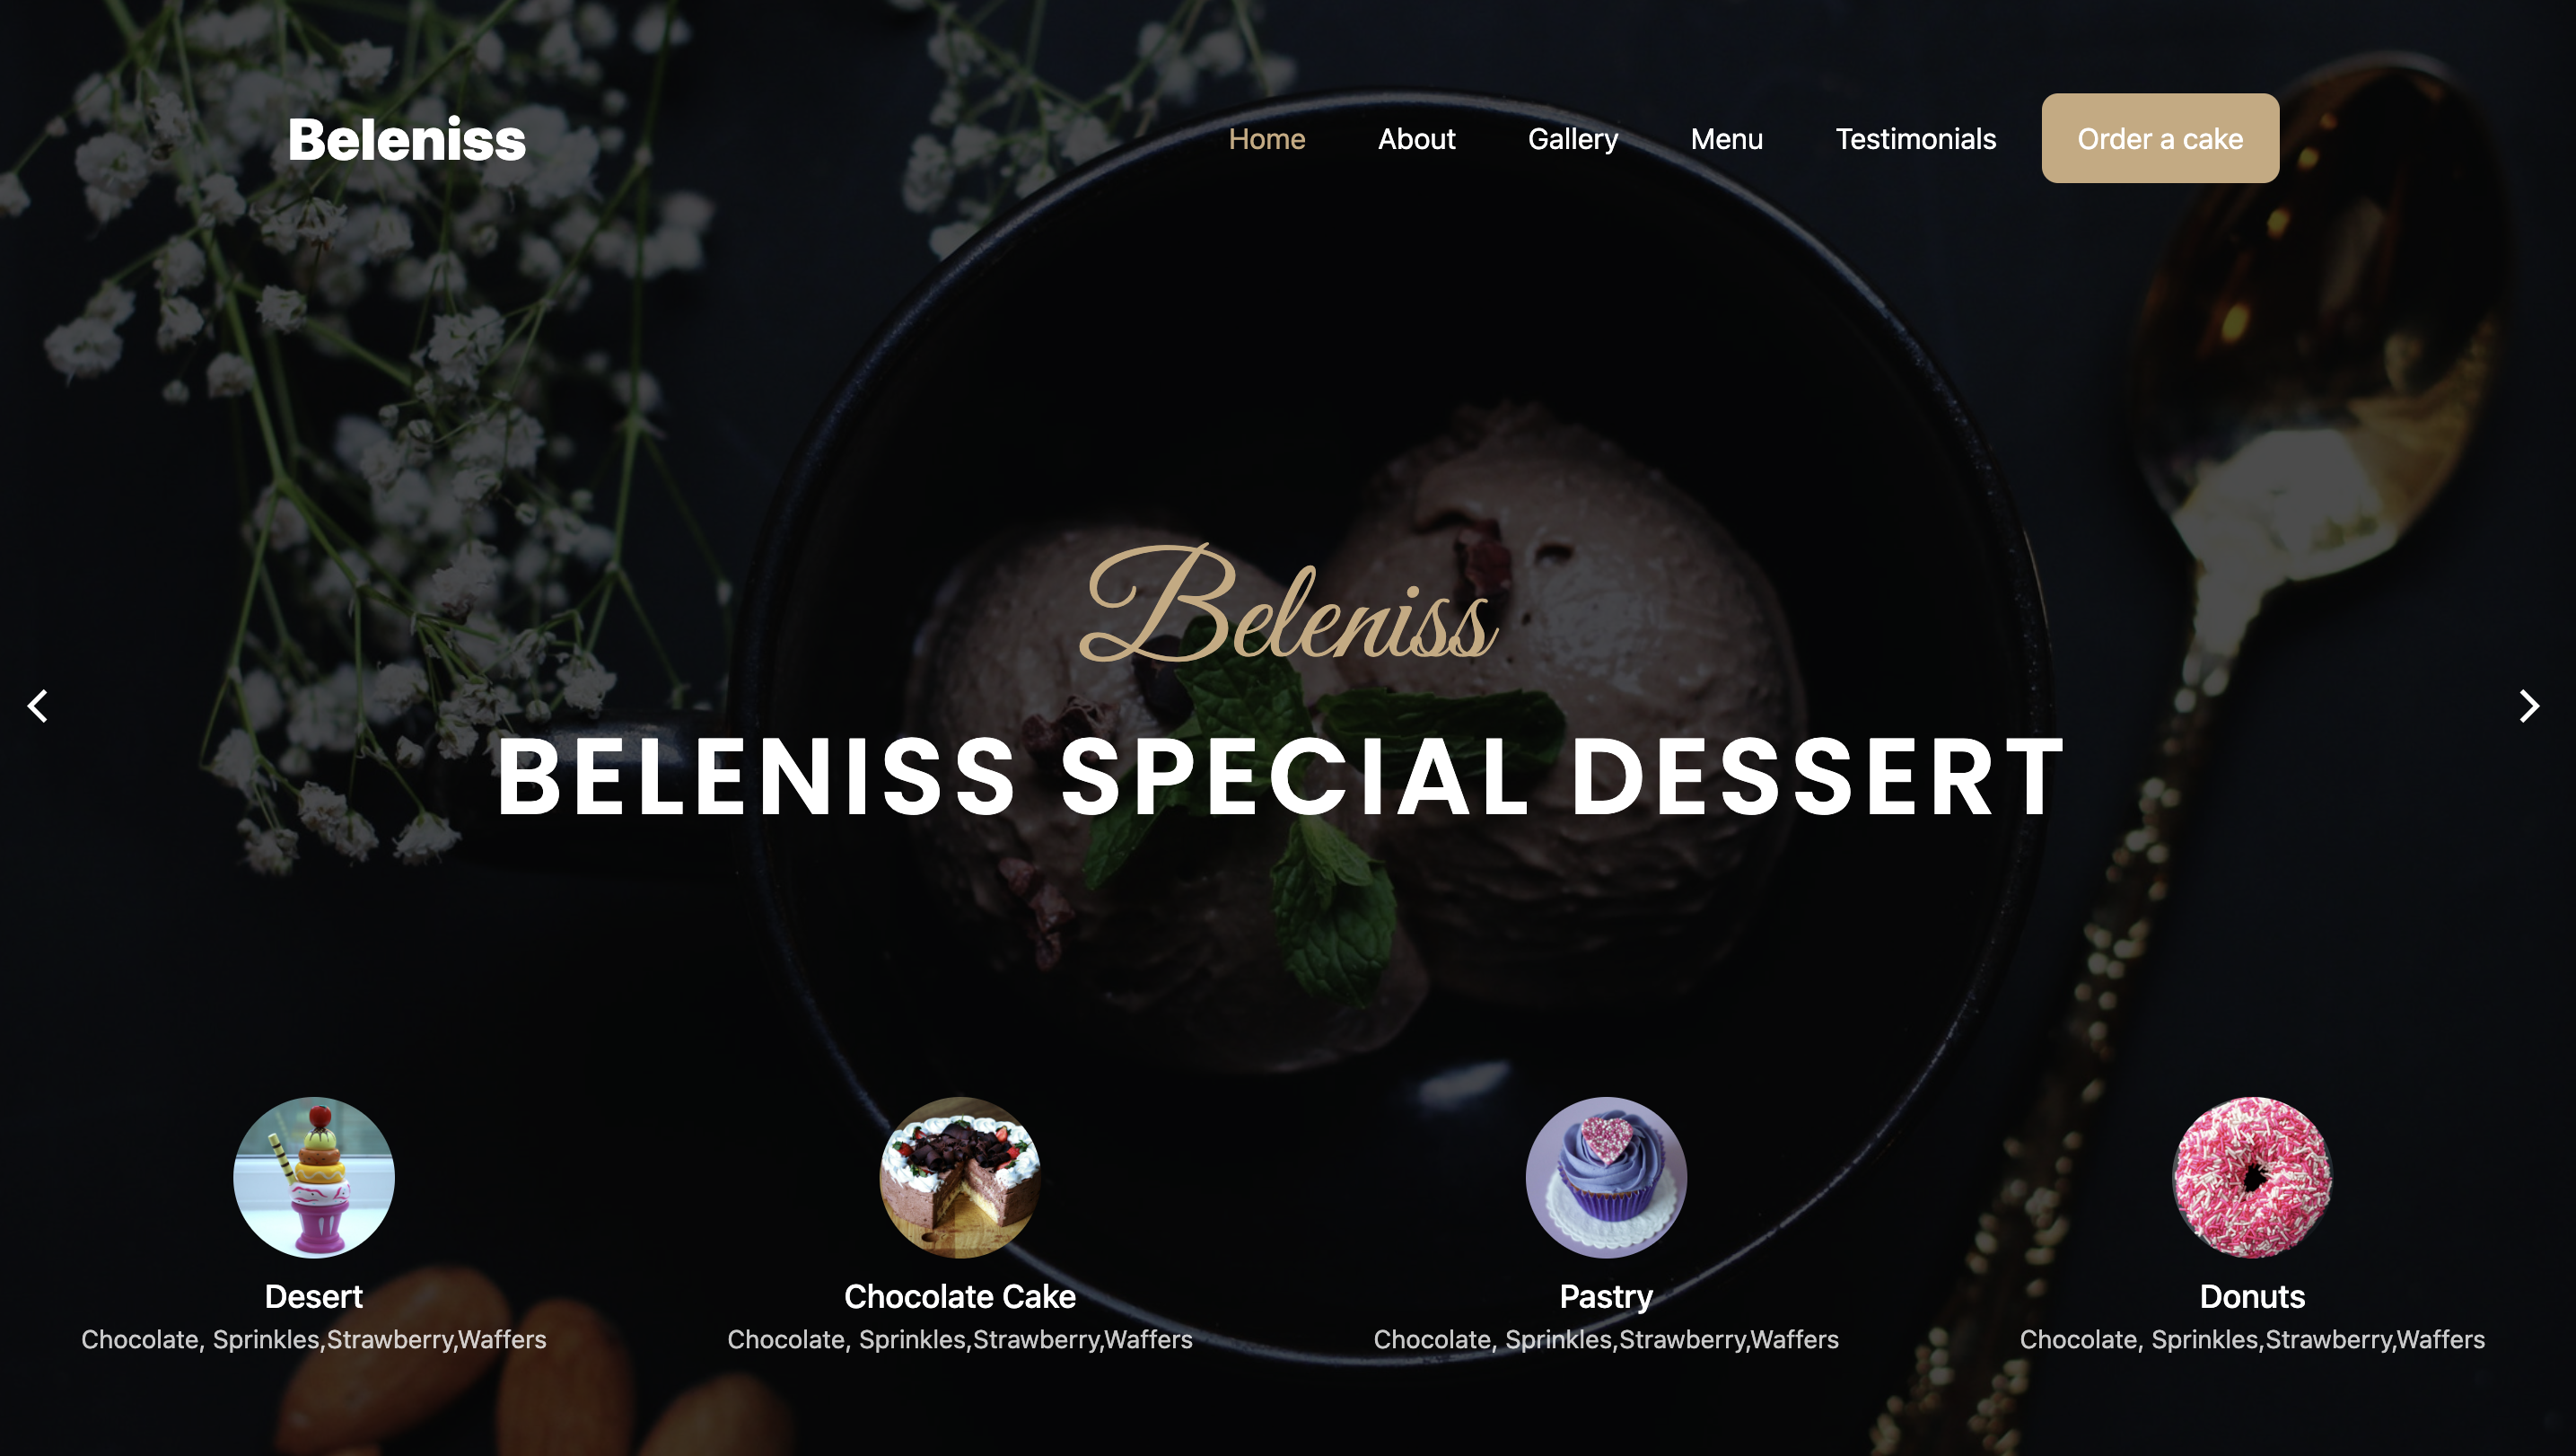 Beleniss
Home About Gallery Menu Testimonials Order a cake
Beleniss
BELENISS SPECIAL DESSERT
Desert
Chocolate, Sprinkles,Strawberry,Waffers
Chocolate Cake
Chocolate, Sprinkles,Strawberry,Waffers
Pastry
Chocolate, Sprinkles,Strawberry,Waffers
Donuts
Chocolate, Sprinkles,Strawberry,Waffers